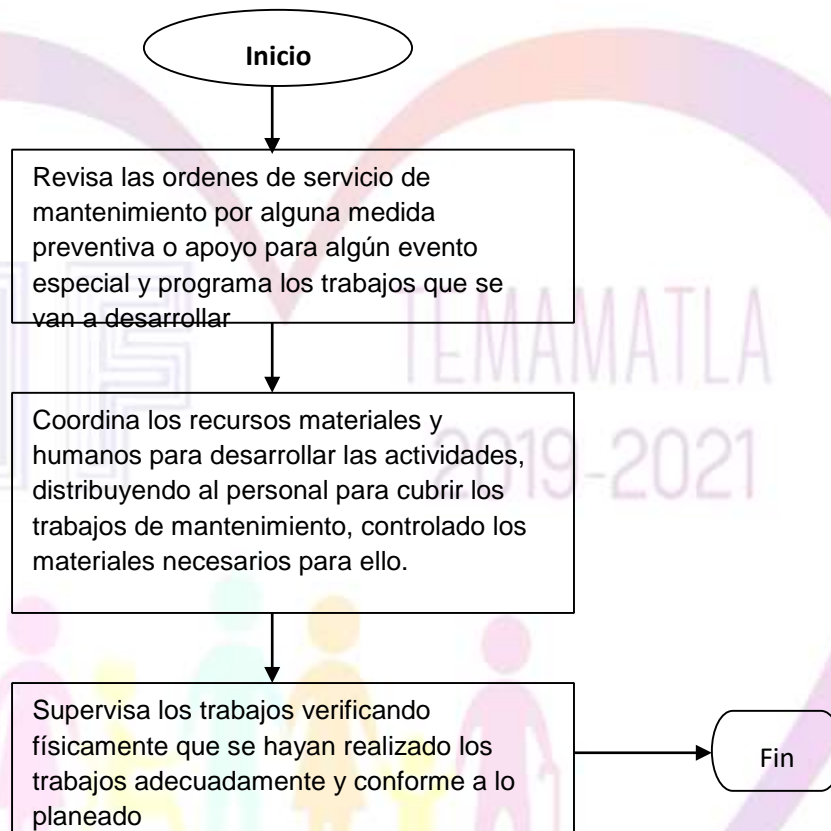 Inicio
Revisa las ordenes de servicio de
mantenimiento por alguna medida
preventiva o apoyo para algún evento
especial y programa los trabajos que se
van a desarrollar
TEMAMATLA
2019-2021
Coordina los recursos materiales y
humanos para desarrollar las actividades,
distribuyendo al personal para cubrir los
trabajos de mantenimiento, controlado los
materiales necesarios para ello.
Supervisa los trabajos verificando
físicamente que se hayan realizado los
trabajos adecuadamente y conforme a lo
planeado
Fin